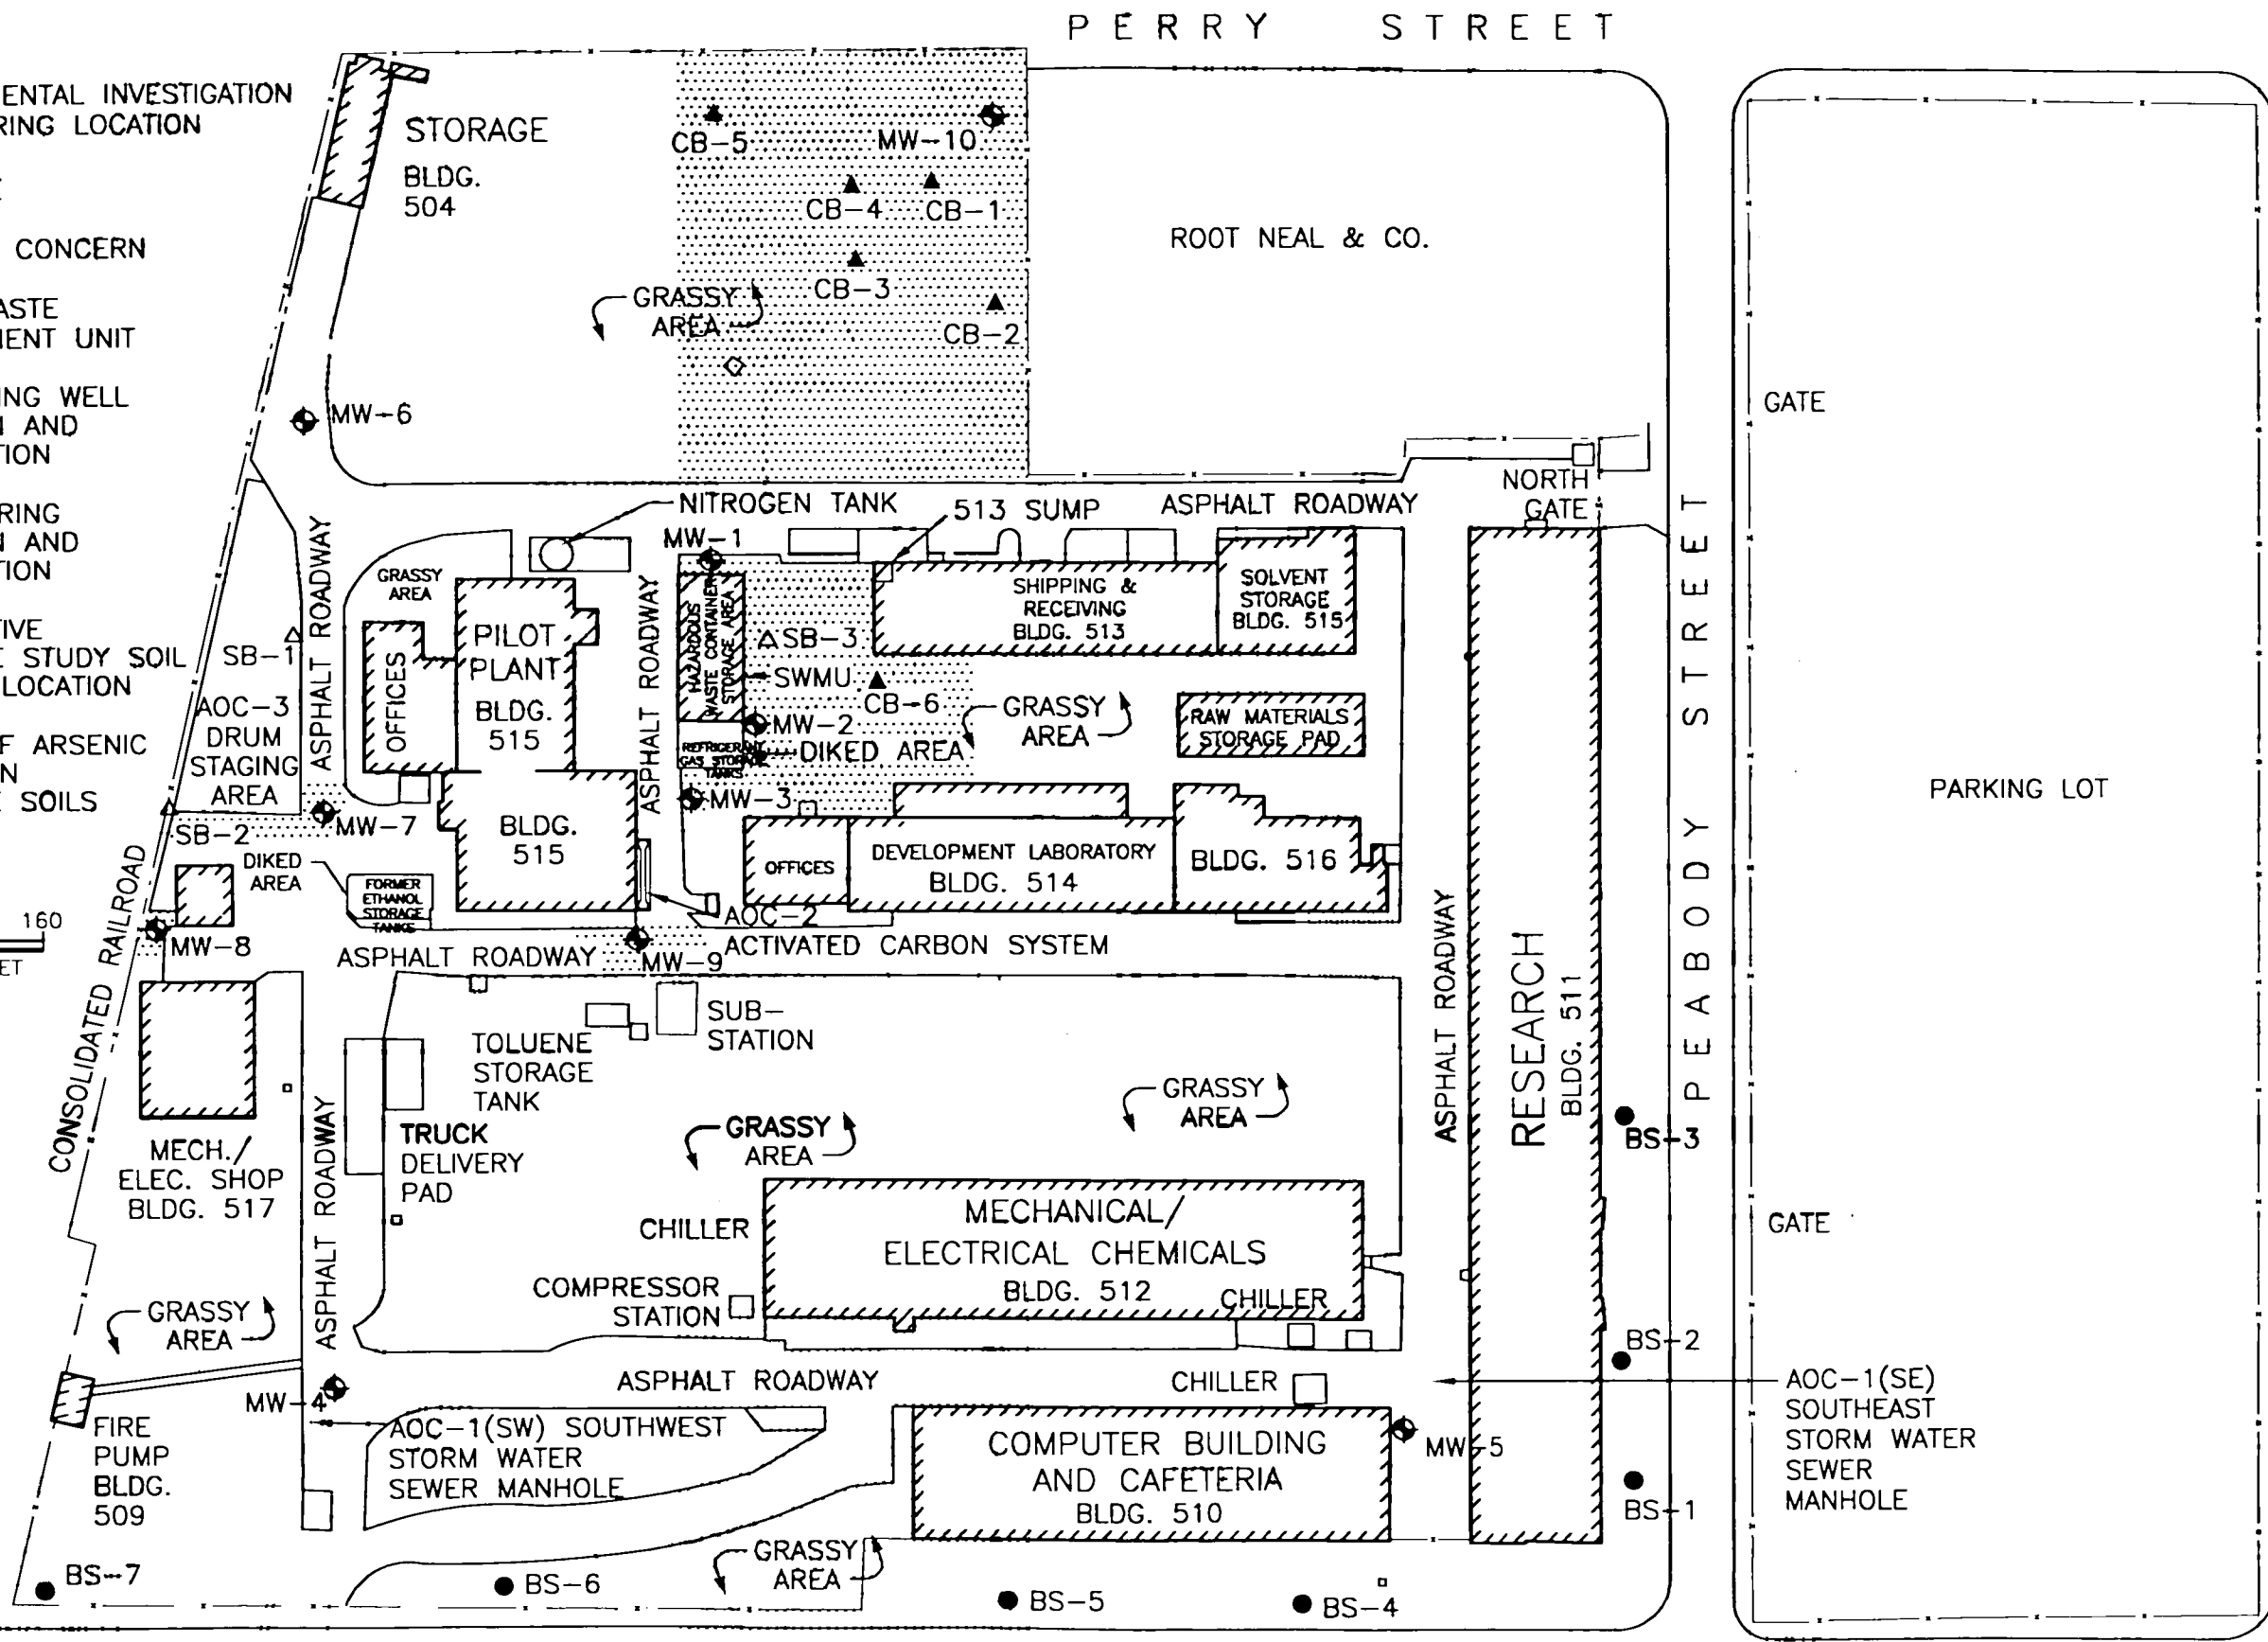 PERRY STREET
ENTAL INVESTIGATION
RING LOCATION
CONCERN
ASTE
MENT UNIT
ING WELL
N AND
TION
RING
N AND
TION
TIVE
E STUDY SOIL
LOCATION
F ARSENIC
N
E SOILS
160
ET
STORAGE
BLDG.
504
CB-5
MW-10
CB-4
CB-1
CB-3
CB-2
GRASSY
AREA
ROOT NEAL & CO.
MW-6
GATE
NORTH
GATE
NITROGEN TANK
513 SUMP
ASPHALT ROADWAY
MW-1
GRASSY
AREA
ASPHALT ROADWAY
SB-1
AOC-3
DRUM
STAGING
AREA
OFFICES
PILOT
PLANT
BLDG.
515
ASPHALT ROADWAY
HAZARDOUS
WASTE CONTAINER
STORAGE AREA
SB-3
SWMU
CB-6
MW-2
DIKED AREA
REFRIGERANT
GAS STORAGE
TANKS
MW-3
SHIPPING &
RECEIVING
BLDG. 513
SOLVENT
STORAGE
BLDG. 515
GRASSY
AREA
RAW MATERIALS
STORAGE PAD
PEABODY STREET
PARKING LOT
SB-2
MW-7
DIKED
AREA
FORMER
ETHANOL
STORAGE
TANKS
BLDG.
515
OFFICES
DEVELOPMENT LABORATORY
BLDG. 514
BLDG. 516
AOC-2
ACTIVATED CARBON SYSTEM
MW-8
ASPHALT ROADWAY
MW-9
CONSOLIDATED RAILROAD
ASPHALT ROADWAY
RESEARCH
BLDG. 511
SUB-
STATION
TOLUENE
STORAGE
TANK
MECH./
ELEC. SHOP
BLDG. 517
ASPHALT ROADWAY
TRUCK
DELIVERY
PAD
GRASSY
AREA
GRASSY
AREA
BS-3
CHILLER
MECHANICAL/
ELECTRICAL CHEMICALS
BLDG. 512
CHILLER
COMPRESSOR
STATION
GATE
GRASSY
AREA
BS-2
MW-4
ASPHALT ROADWAY
CHILLER
AOC-1(SE)
SOUTHEAST
STORM WATER
SEWER
MANHOLE
FIRE
PUMP
BLDG.
509
AOC-1(SW) SOUTHWEST
STORM WATER
SEWER MANHOLE
COMPUTER BUILDING
AND CAFETERIA
BLDG. 510
MW-5
BS-1
BS-7
BS-6
GRASSY
AREA
BS-5
BS-4